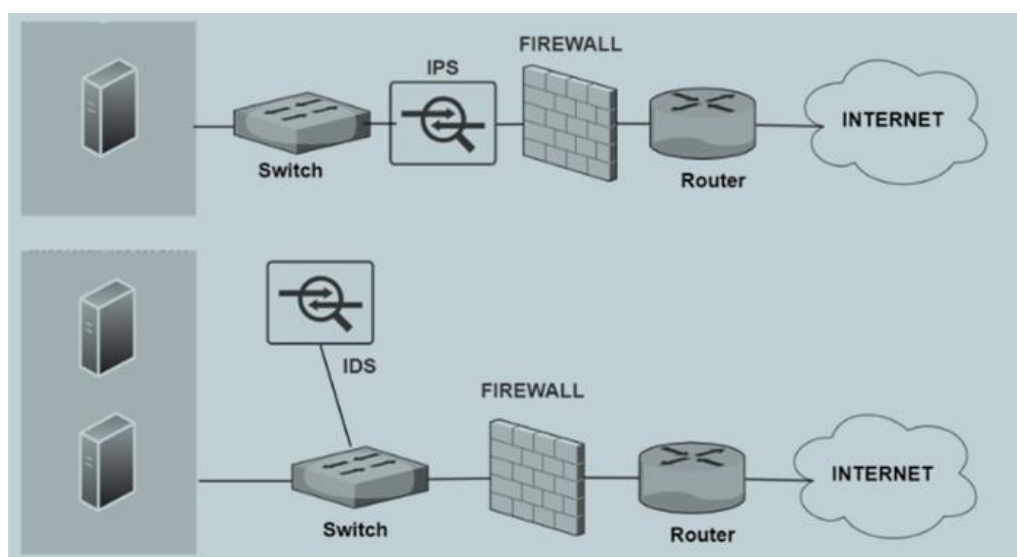 FIREWALL
IPS
INTERNET
Switch
Router
IDS
FIREWALL
INTERNET
Switch
Router